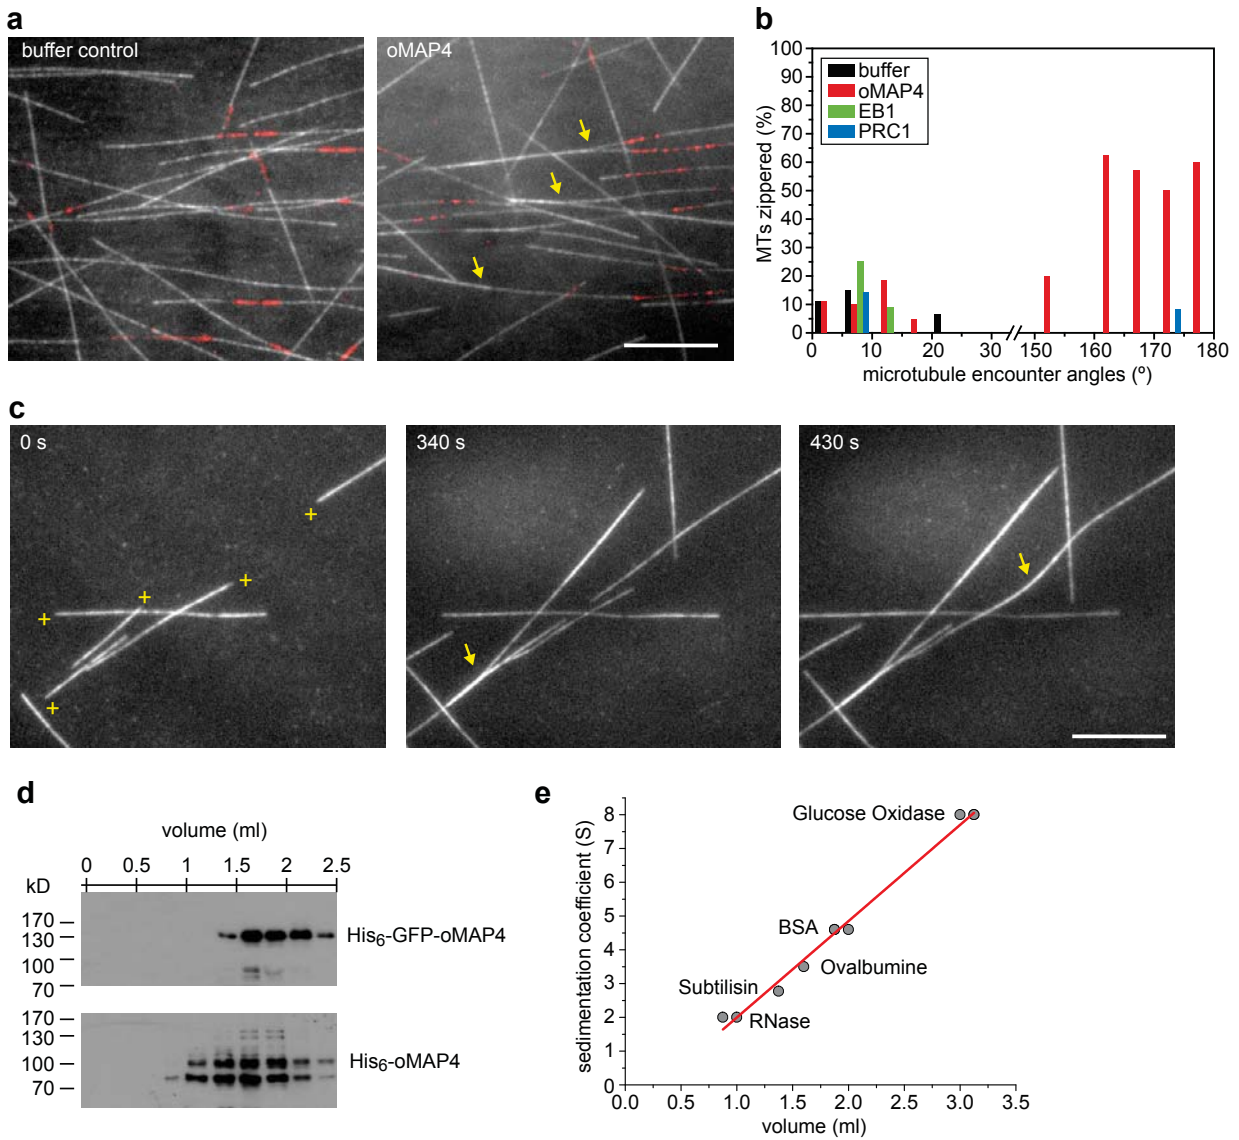 a
buffer control
oMAP4
b
100
90
80
70
60
50
40
30
20
10
0
MTs zippered (%)
buffer
oMAP4
EB1
PRC1
0 10 20 30 150 160 170 180
microtubule encounter angles (º)
c
0 s
+
+
+
+
+
340 s
430 s
d
volume (ml)
0 0.5 1 1.5 2 2.5
kD
170
130
100
70
His6-GFP-oMAP4
170
130
100
70
His6-oMAP4
e
sedimentation coefficient (S)
8
7
6
5
4
3
2
1
0
Glucose Oxidase
BSA
Ovalbumine
Subtilisin
RNase
0.0 0.5 1.0 1.5 2.0 2.5 3.0 3.5
volume (ml)